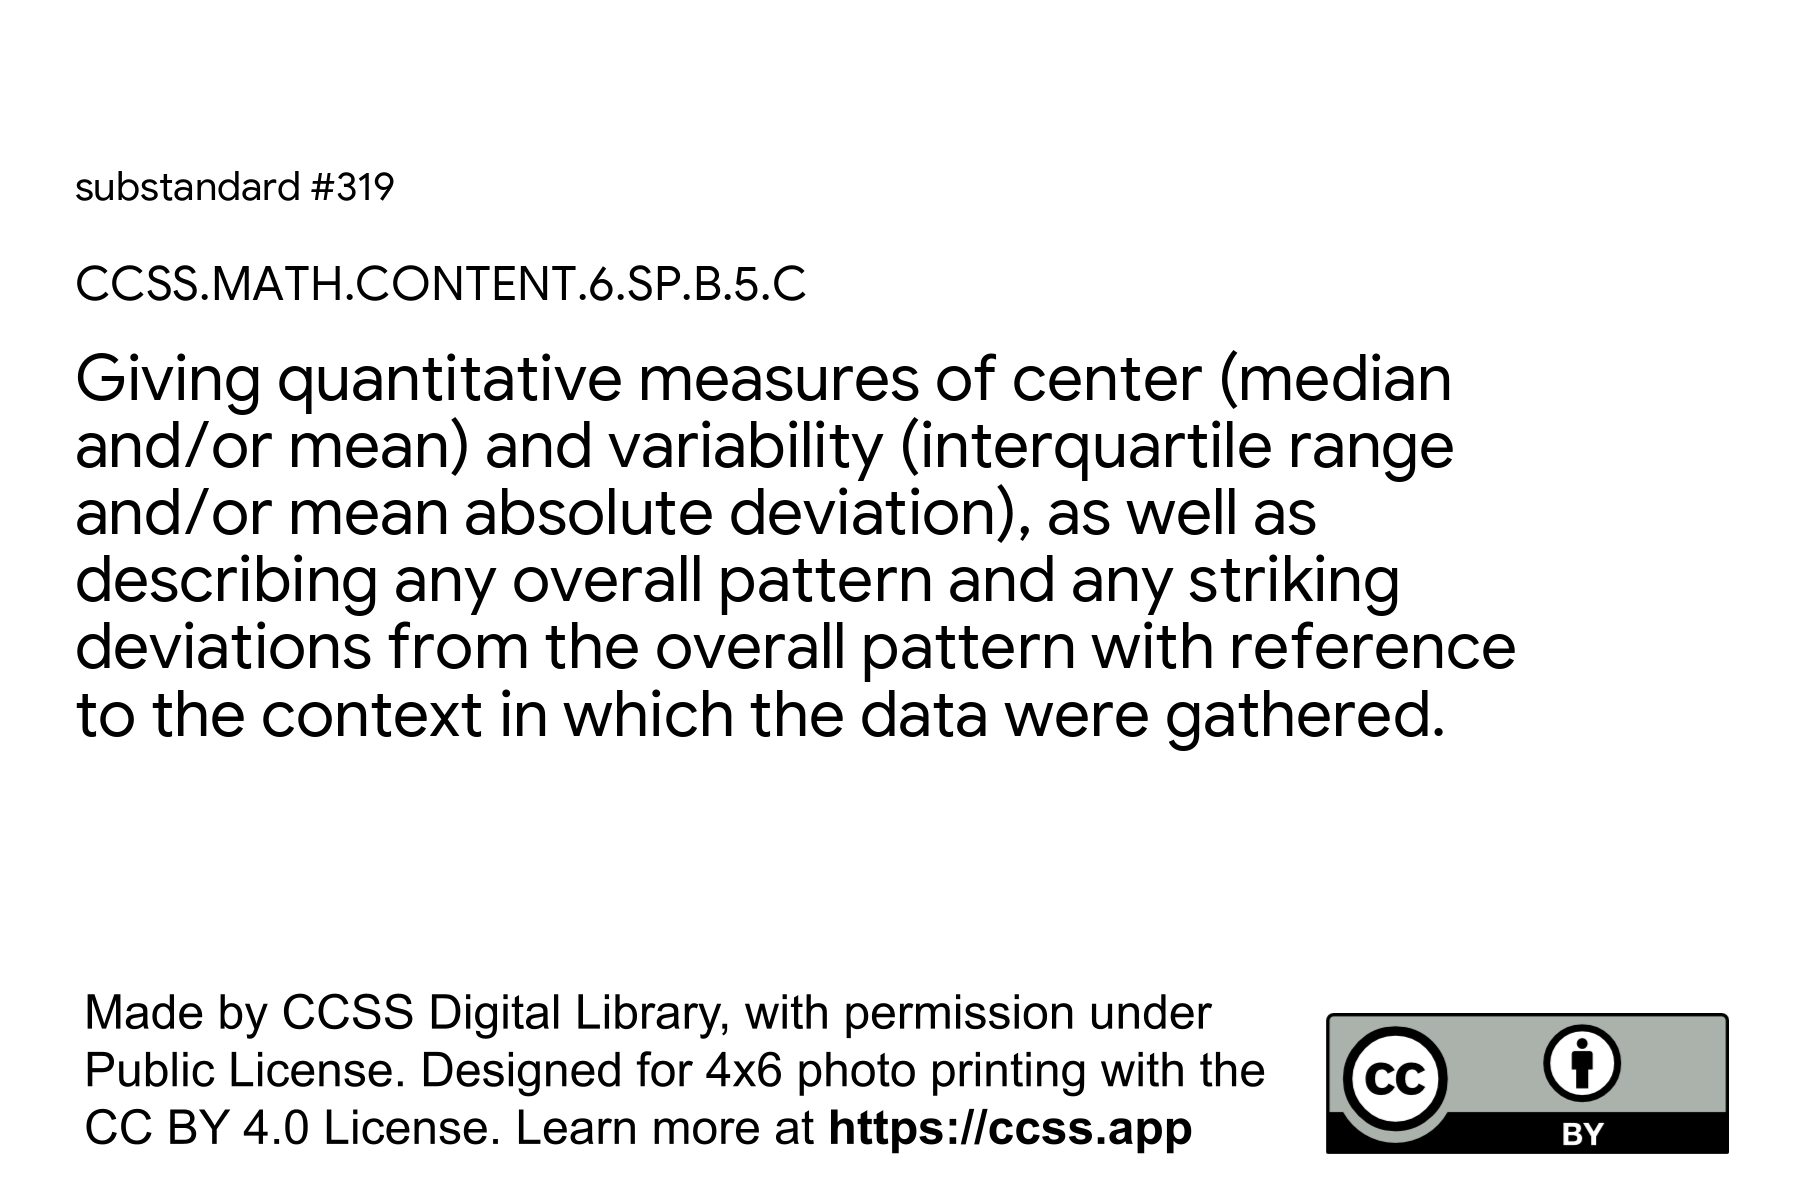 substandard #319
CCSS.MATH.CONTENT.6.SP.B.5.C
Giving quantitative measures of center (median
and/or mean) and variability (interquartile range
and/or mean absolute deviation), as well as
describing any overall pattern and any striking
deviations from the overall pattern with reference
to the context in which the data were gathered.
Made by CCSS Digital Library, with permission under
Public License. Designed for 4x6 photo printing with the
CC BY 4.0 License. Learn more at https://ccss.app
CC
BY